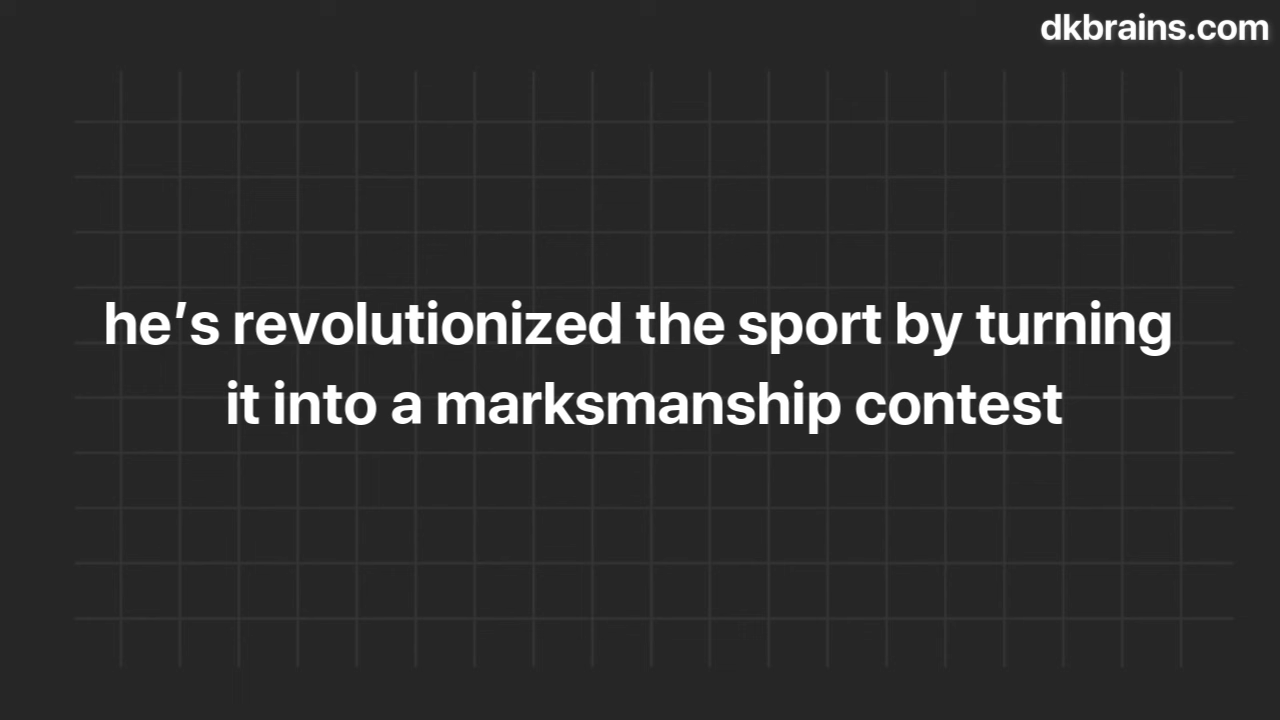 dkbrains.com
he’s revolutionized the sport by turning
it into a marksmanship contest